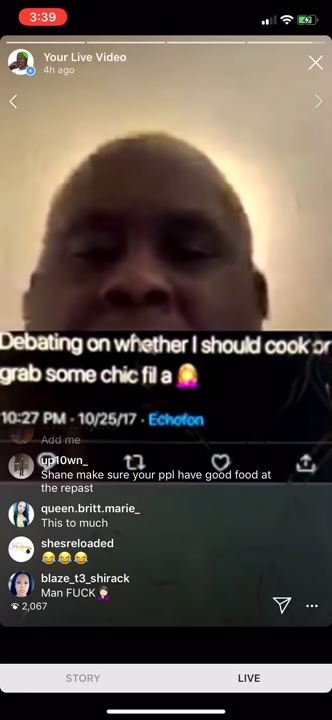 3:39
Your Live Video
4h ago
Debating on whether I should cook or
grab some chic fil a 🤦‍♀️
10:27 PM · 10/25/17 · Echofon
Add me
up10wn_
Shane make sure your ppl have good food at
the repast
queen.britt.marie_
This to much
shesreloaded
😂😂😂
blaze_t3_shirack
Man FUCK 🤦🏻‍♀️
2,067
STORY
LIVE